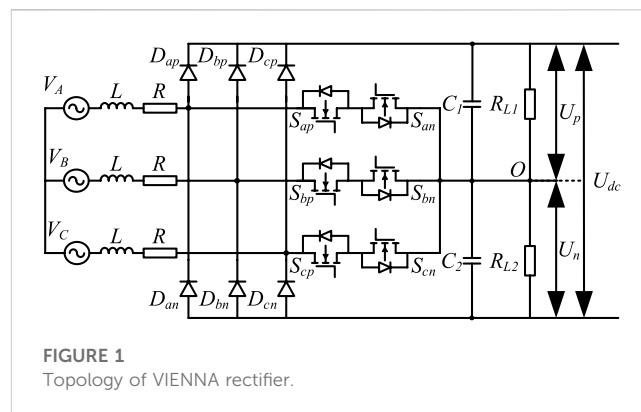 D_ap D_bp D_cp
V_A L R
S_ap S_an
C_1 R_L1 U_p
V_B L R
S_bp S_bn O
U_dc
V_C L R
S_cp S_cn
C_2 R_L2 U_n
D_an D_bn D_cn
FIGURE 1
Topology of VIENNA rectifier.